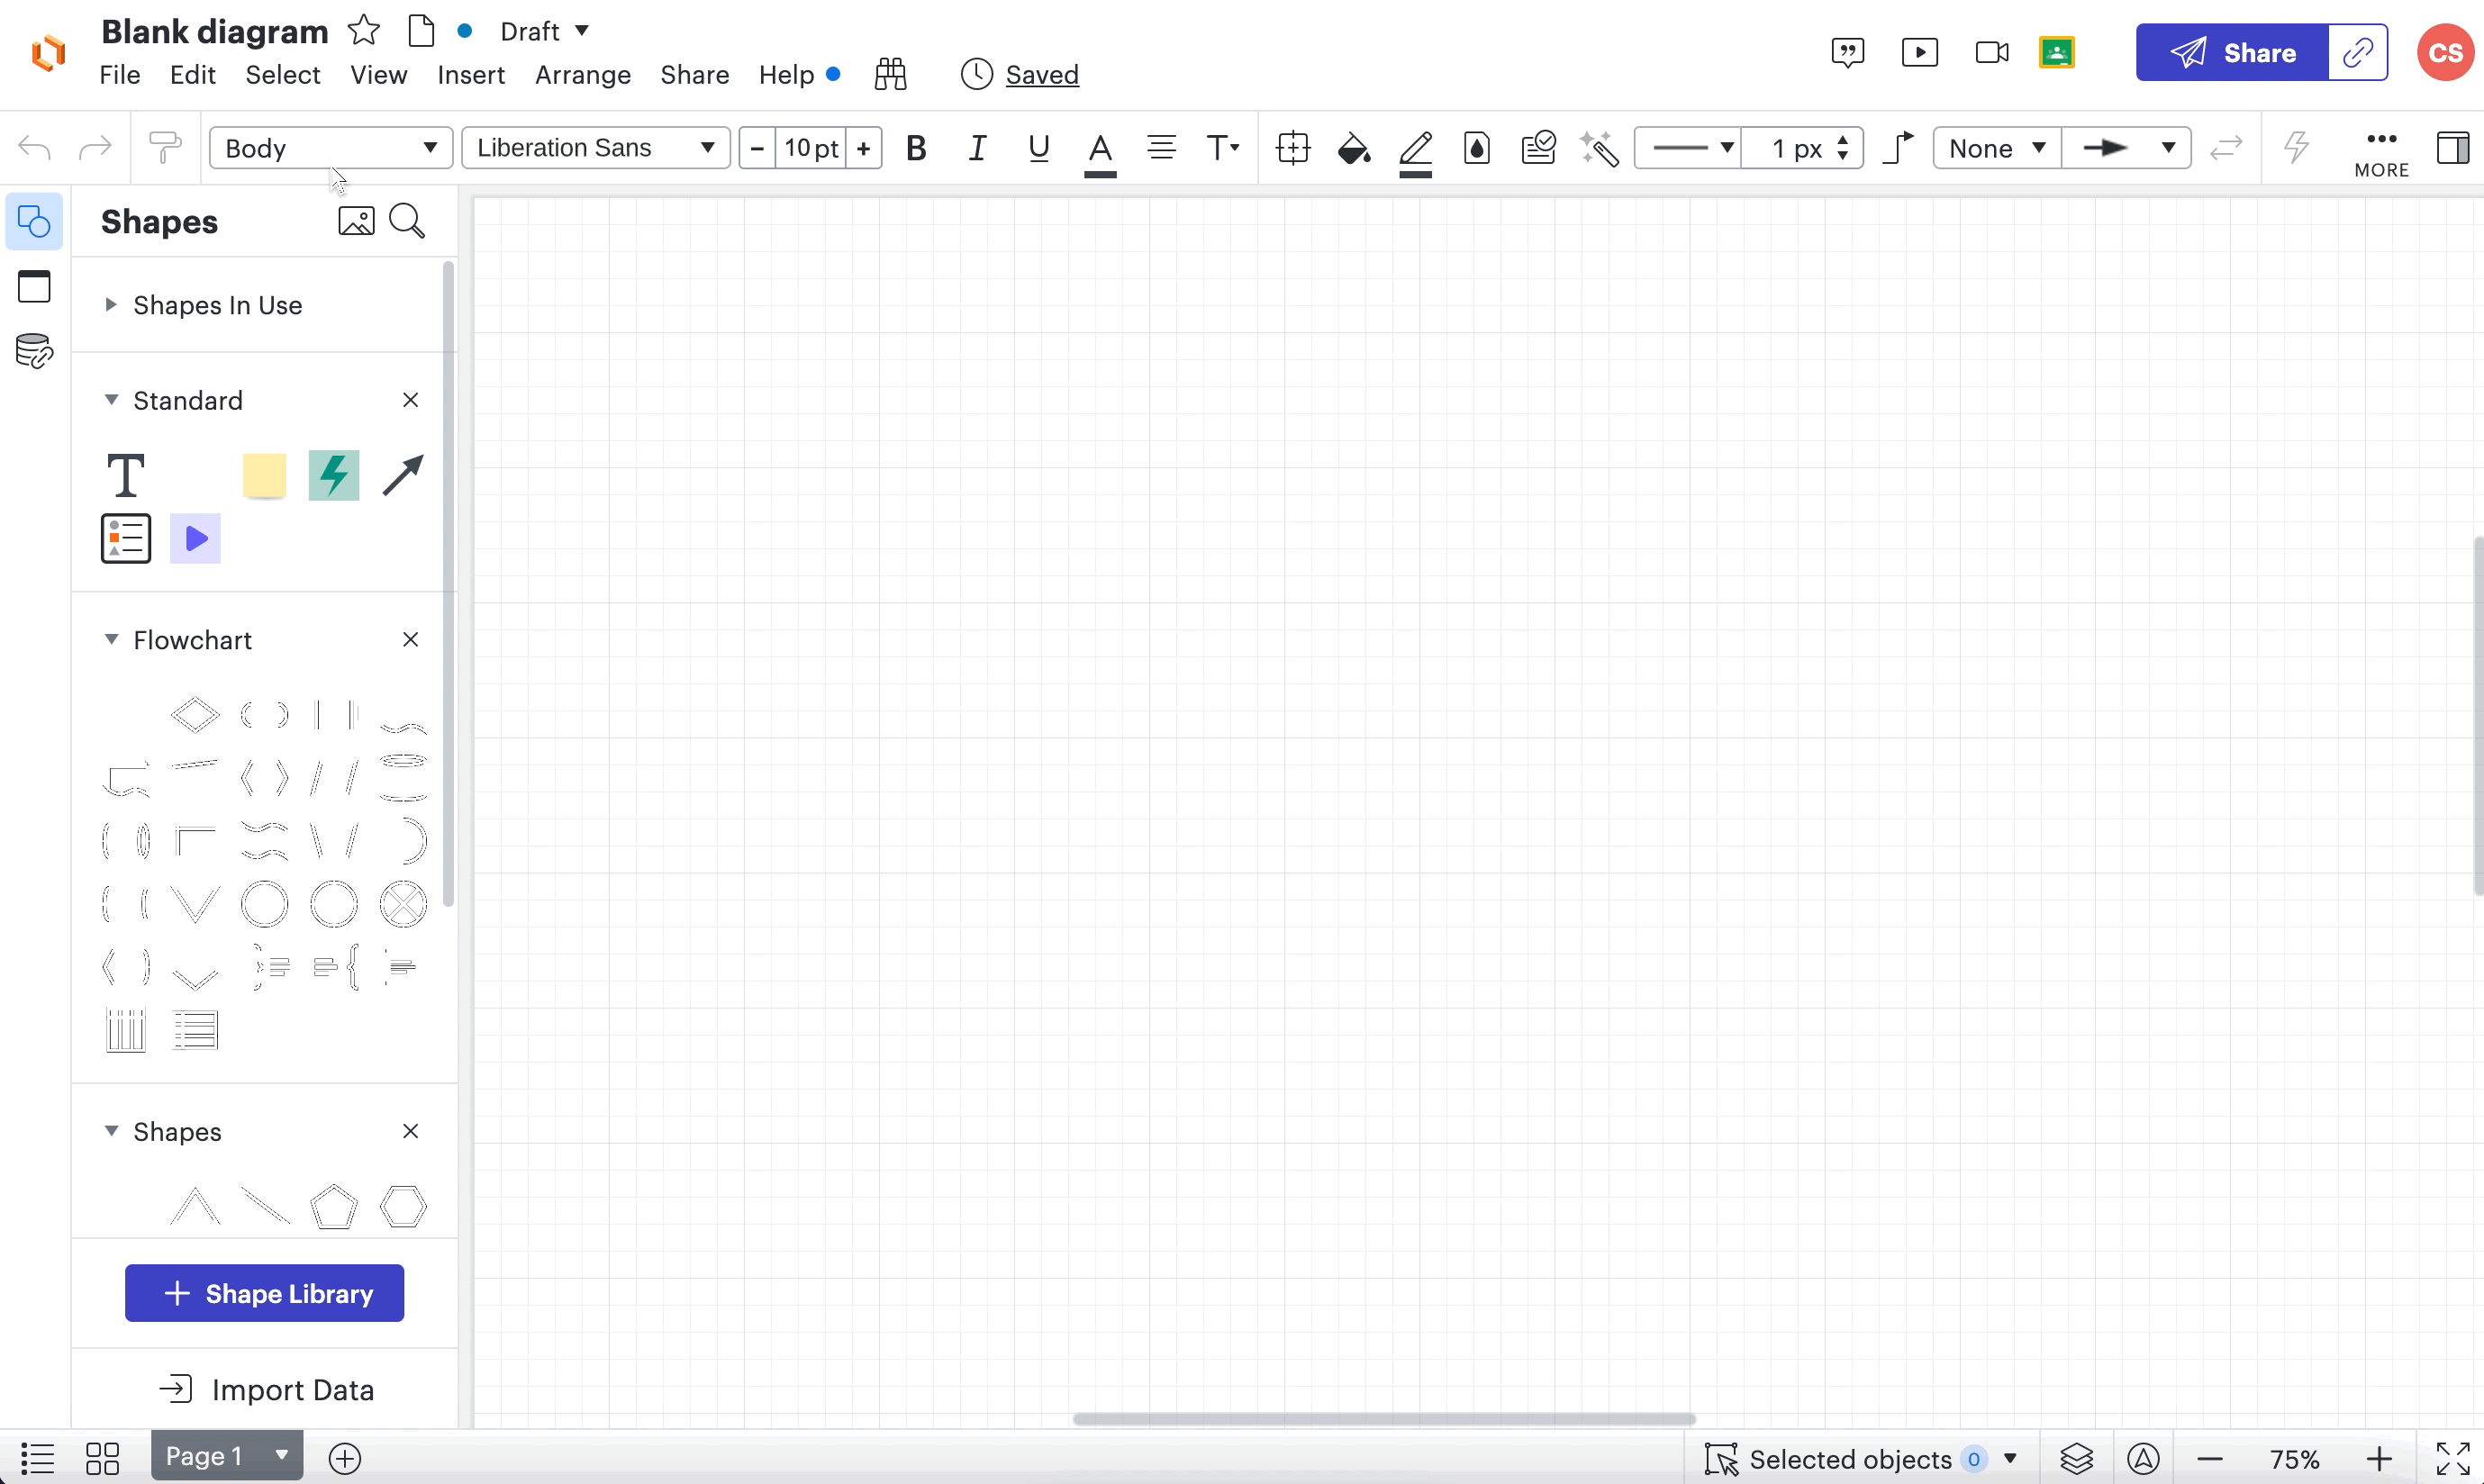 Blank diagram Draft
File Edit Select View Insert Arrange Share Help Saved
Share CS
Body Liberation Sans - 10 pt + B I U A T 1 px None MORE
Shapes
Shapes In Use
Standard
T
Flowchart
Shapes
+ Shape Library
Import Data
Page 1 Selected objects 0 75%